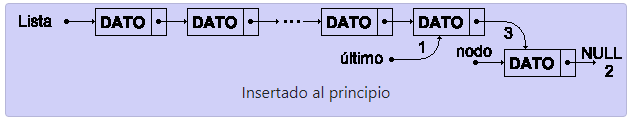 Lista DATO DATO ... DATO DATO
último 1 3 nodo DATO NULL 2
Insertado al principio